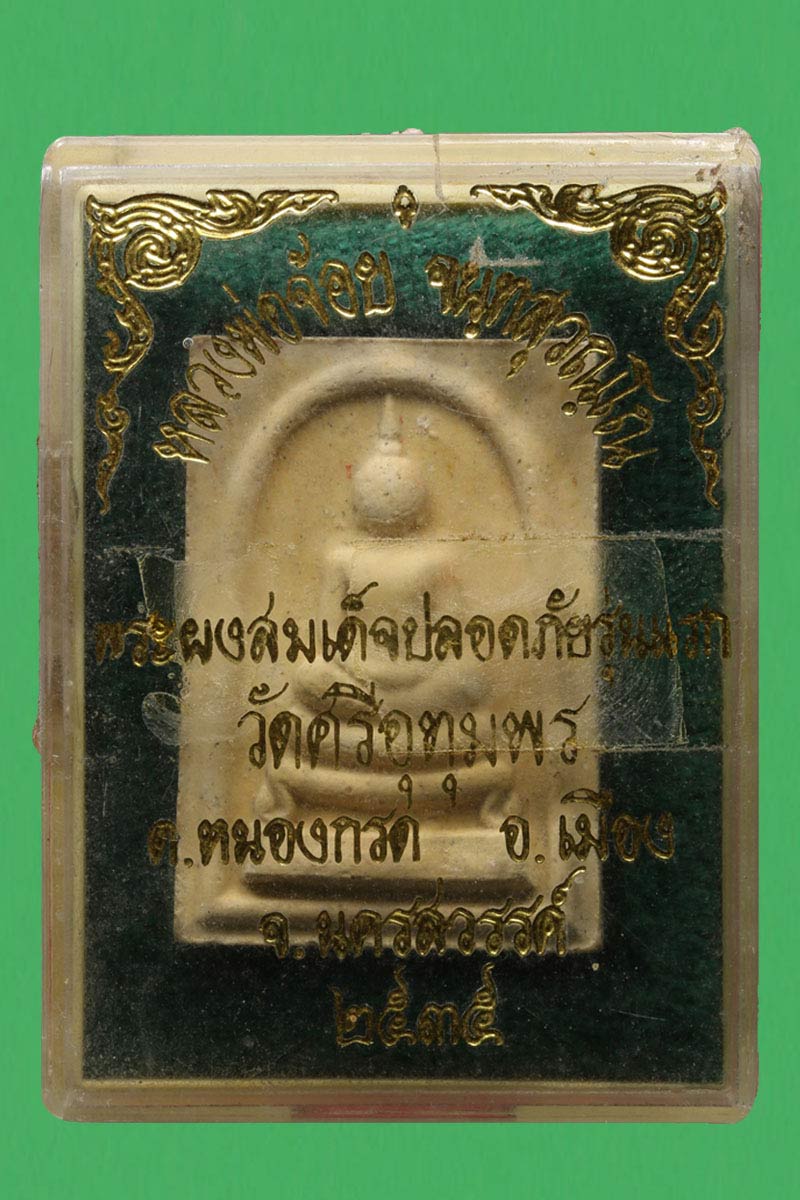 หลวงพ่อจ้อย จนฺทสุวณฺโณ
พระผงสมเด็จปลอดภัยรุ่นแรก
วัดศรีอุทุมพร
ต.หนองกรด อ.เมือง
จ.นครสวรรค์
๒๕๓๕